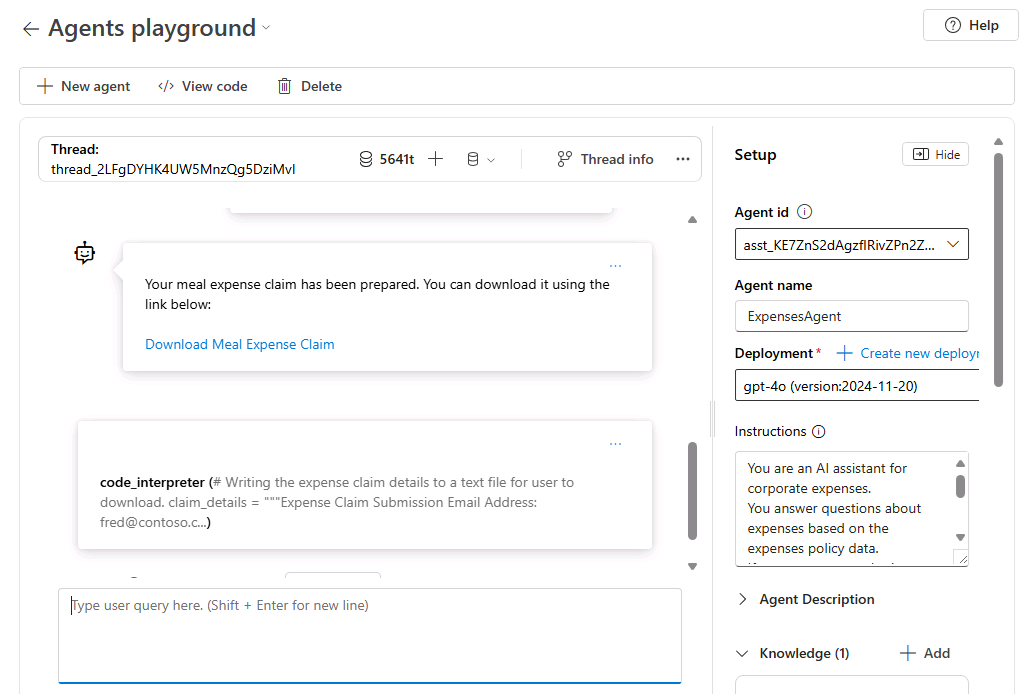 Agents playground
Help
New agent
View code
Delete
Thread:
thread_2LFgDYHK4UW5MnzQg5DziMvI
5641t
Thread info
Your meal expense claim has been prepared. You can download it using the
link below:
Download Meal Expense Claim
code_interpreter (# Writing the expense claim details to a text file for user to
download. claim_details = """Expense Claim Submission Email Address:
fred@contoso.c...)
Type user query here. (Shift + Enter for new line)
Setup
Hide
Agent id
asst_KE7ZnS2dAgzfIRivZPn2Z...
Agent name
ExpensesAgent
Deployment*
Create new deploy
gpt-4o (version:2024-11-20)
Instructions
You are an AI assistant for
corporate expenses.
You answer questions about
expenses based on the
expenses policy data.
Agent Description
Knowledge (1)
Add